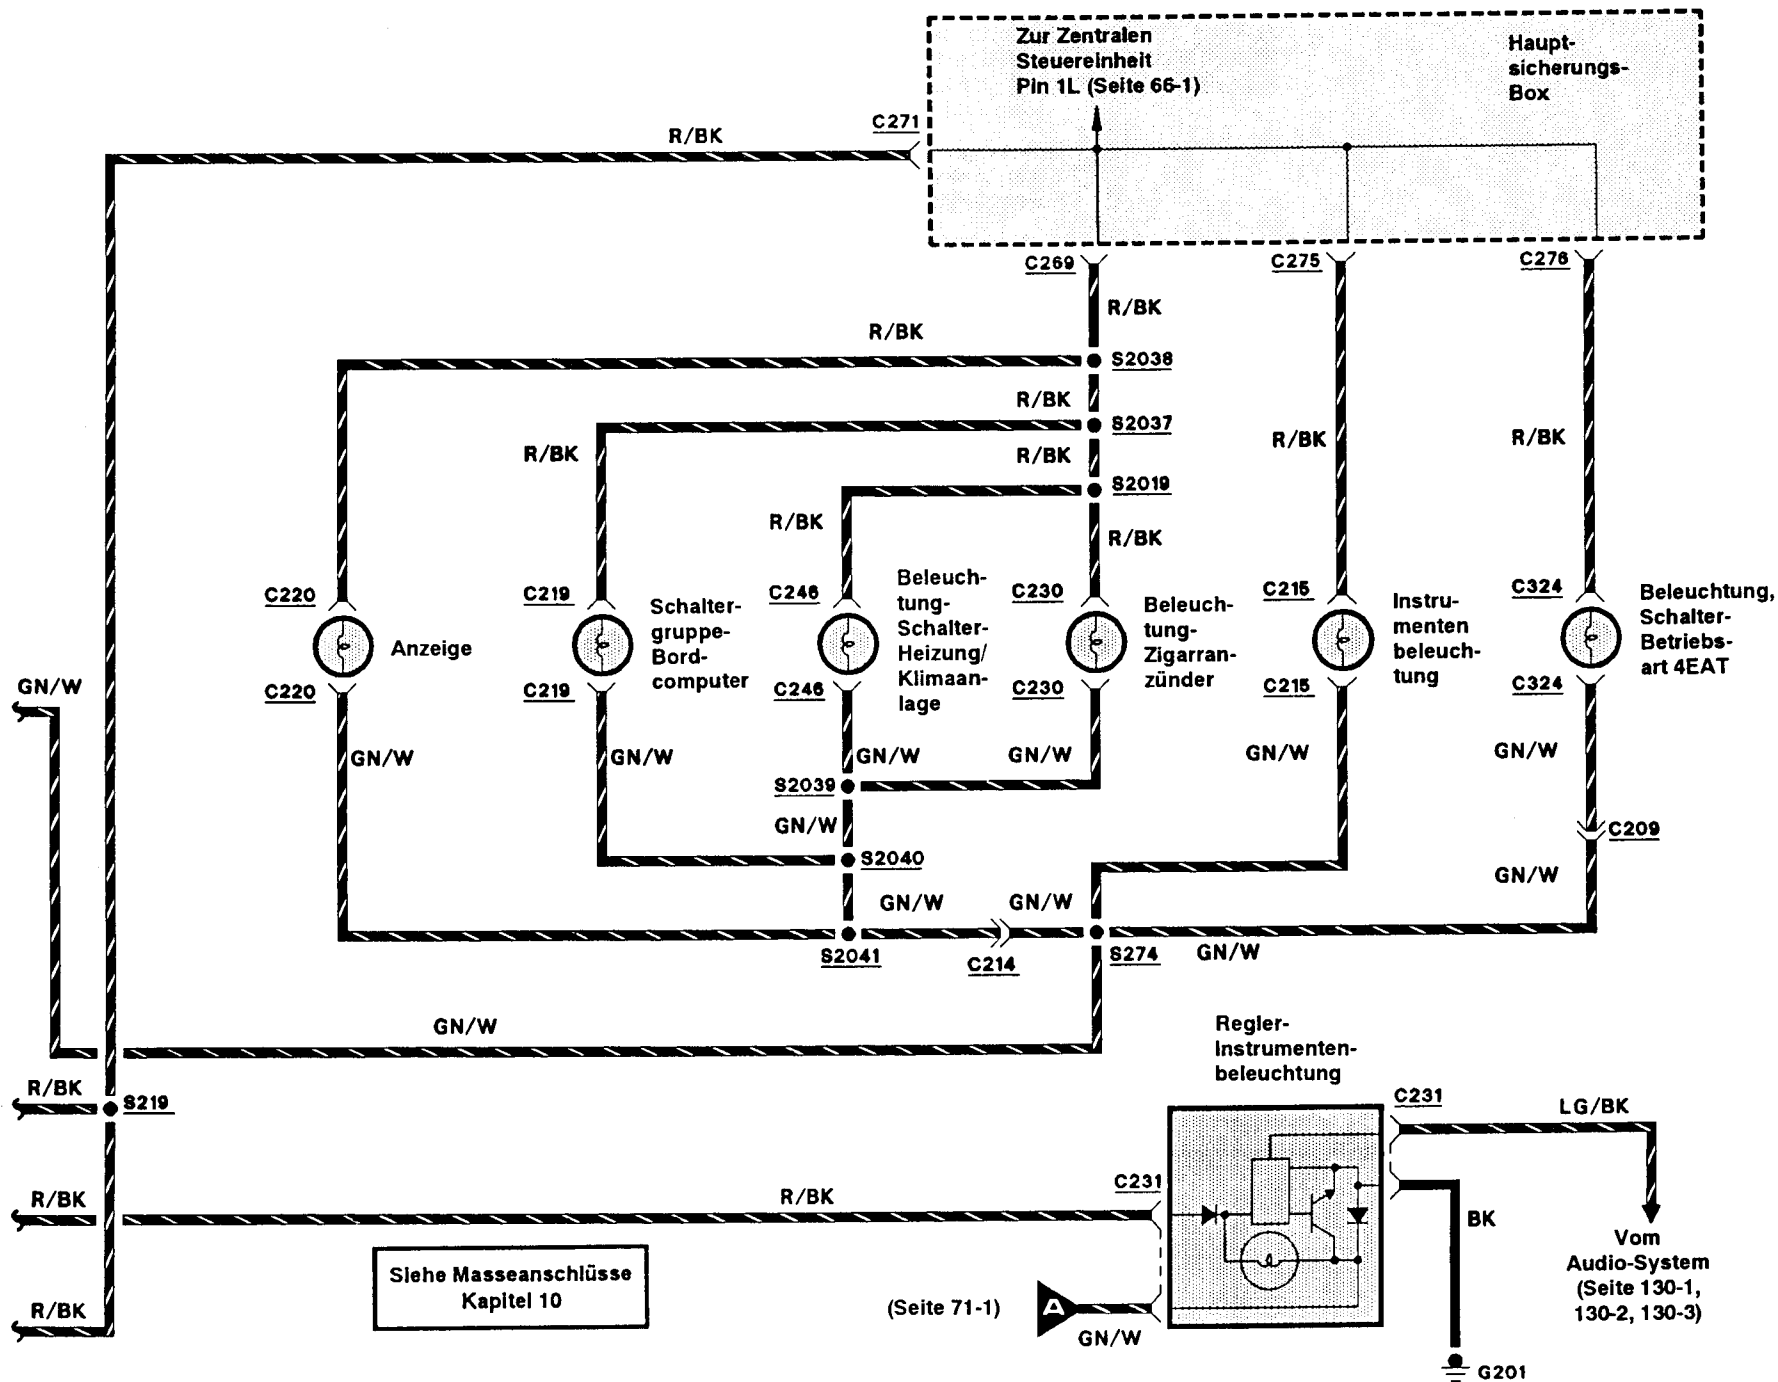 Zur Zentralen
Steuereinheit
Pin 1L (Seite 66-1)
Haupt-
sicherungs-
Box
C271
R/BK
C269
C275
C276
R/BK
R/BK
S2038
R/BK
S2037
R/BK
R/BK
R/BK
R/BK
S2019
R/BK
R/BK
C220
C219
C246
C230
C215
C324
Anzeige
Schalter-
gruppe-
Bord-
computer
Beleuch-
tung-
Schalter-
Heizung/
Klimaan-
lage
Beleuch-
tung-
Zigarran-
zünder
Instru-
menten
beleuch-
tung
Beleuchtung,
Schalter-
Betriebs-
art 4EAT
C220
C219
C246
C230
C215
C324
GN/W
GN/W
GN/W
GN/W
GN/W
GN/W
GN/W
S2039
GN/W
C209
S2040
GN/W
GN/W
GN/W
S2041
C214
S274
GN/W
GN/W
Regler-
Instrumenten-
beleuchtung
R/BK
S219
C231
LG/BK
R/BK
R/BK
C231
BK
Vom
Audio-System
(Seite 130-1,
130-2, 130-3)
Siehe Masseanschlüsse
Kapitel 10
R/BK
(Seite 71-1)
A
GN/W
G201